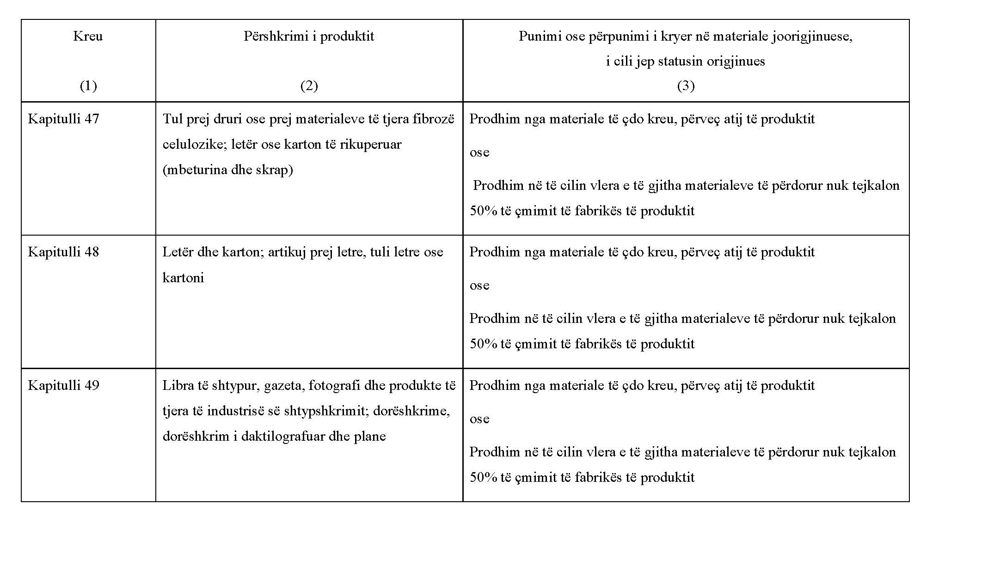 Kreu
(1)
Përshkrimi i produktit
(2)
Punimi ose përpunimi i kryer në materiale joorigjinuese,
i cili jep statusin origjinues
(3)
Kapitulli 47
Tul prej druri ose prej materialeve të tjera fibrozë
celulozike; letër ose karton të rikuperuar
(mbeturina dhe skrap)
Prodhim nga materiale të çdo kreu, përveç atij të produktit
ose
Prodhim në të cilin vlera e të gjitha materialeve të përdorur nuk tejkalon
50% të çmimit të fabrikës të produktit
Kapitulli 48
Letër dhe karton; artikuj prej letre, tuli letre ose
kartoni
Prodhim nga materiale të çdo kreu, përveç atij të produktit
ose
Prodhim në të cilin vlera e të gjitha materialeve të përdorur nuk tejkalon
50% të çmimit të fabrikës të produktit
Kapitulli 49
Libra të shtypur, gazeta, fotografi dhe produkte të
tjera të industrisë së shtypshkrimit; dorëshkrime,
dorëshkrim i daktilografuar dhe plane
Prodhim nga materiale të çdo kreu, përveç atij të produktit
ose
Prodhim në të cilin vlera e të gjitha materialeve të përdorur nuk tejkalon
50% të çmimit të fabrikës të produktit